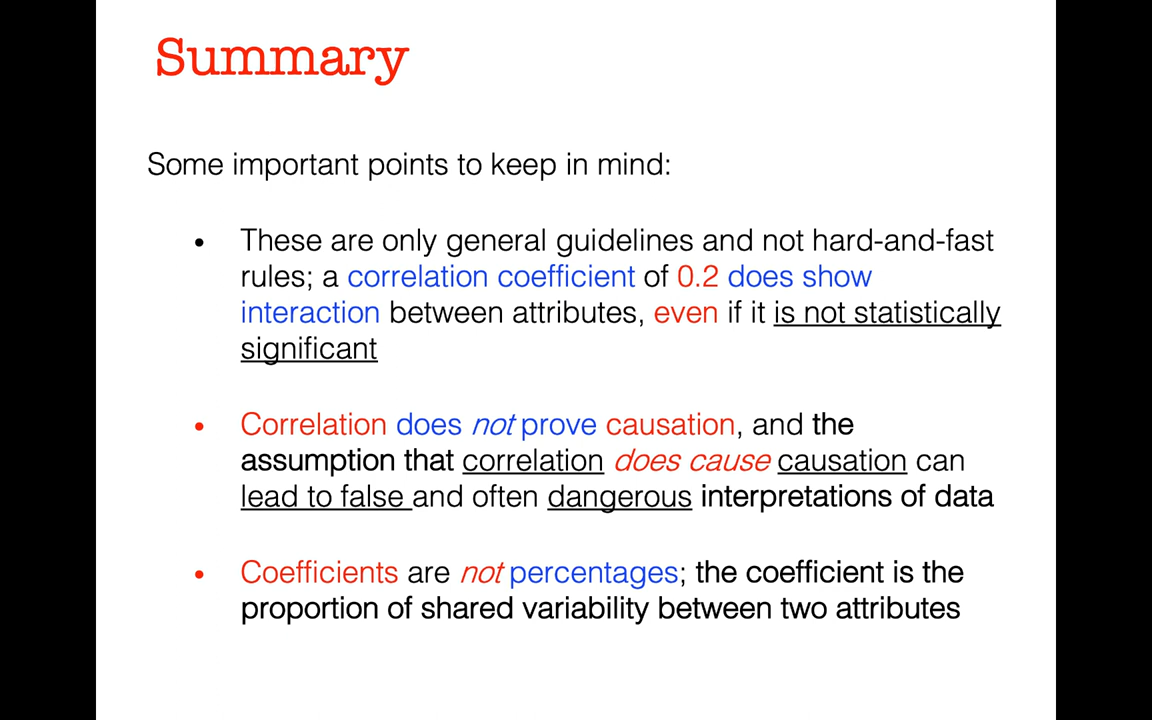 Summary
Some important points to keep in mind:
• These are only general guidelines and not hard-and-fast
rules; a correlation coefficient of 0.2 does show
interaction between attributes, even if it is not statistically
significant
• Correlation does not prove causation, and the
assumption that correlation does cause causation can
lead to false and often dangerous interpretations of data
• Coefficients are not percentages; the coefficient is the
proportion of shared variability between two attributes